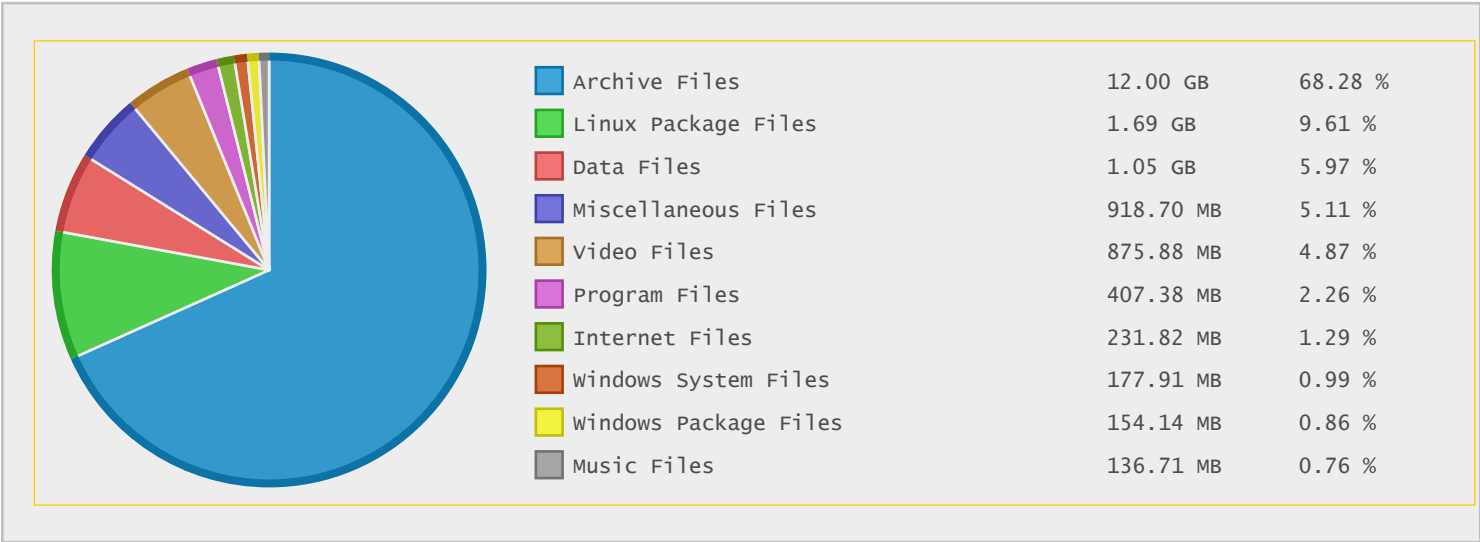 Archive Files 12.00 GB 68.28 %
Linux Package Files 1.69 GB 9.61 %
Data Files 1.05 GB 5.97 %
Miscellaneous Files 918.70 MB 5.11 %
Video Files 875.88 MB 4.87 %
Program Files 407.38 MB 2.26 %
Internet Files 231.82 MB 1.29 %
Windows System Files 177.91 MB 0.99 %
Windows Package Files 154.14 MB 0.86 %
Music Files 136.71 MB 0.76 %